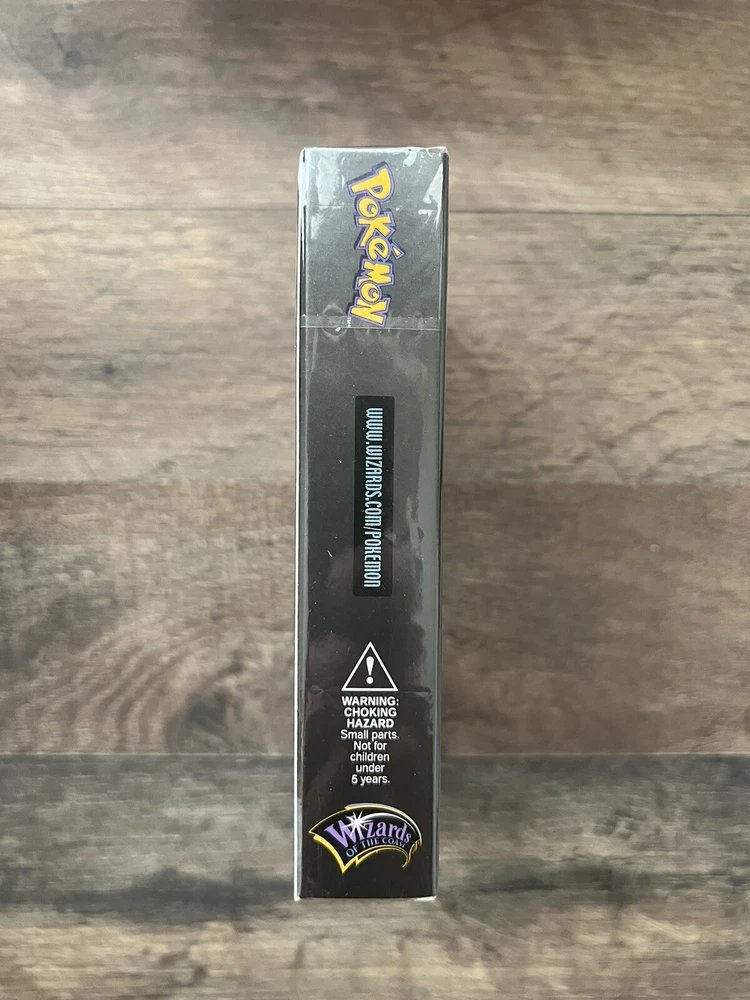 POKéMON
WWW.WIZARDS.COM/POKEMON
!
WARNING:
CHOKING
HAZARD
Small parts.
Not for
children
under
5 years.
Wizards
OF THE COAST